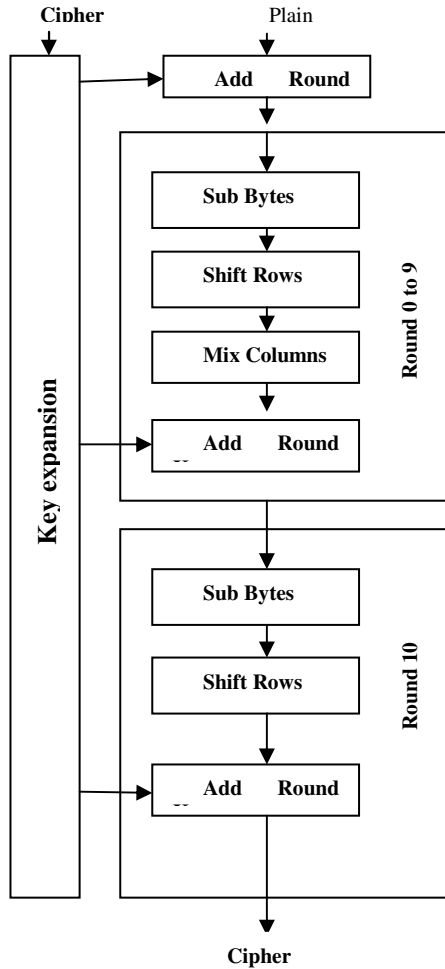 Cipher Plain
Add Round
Sub Bytes
Shift Rows
Mix Columns
Add Round
Round 0 to 9
Key expansion
Sub Bytes
Shift Rows
Add Round
Round 10
Cipher